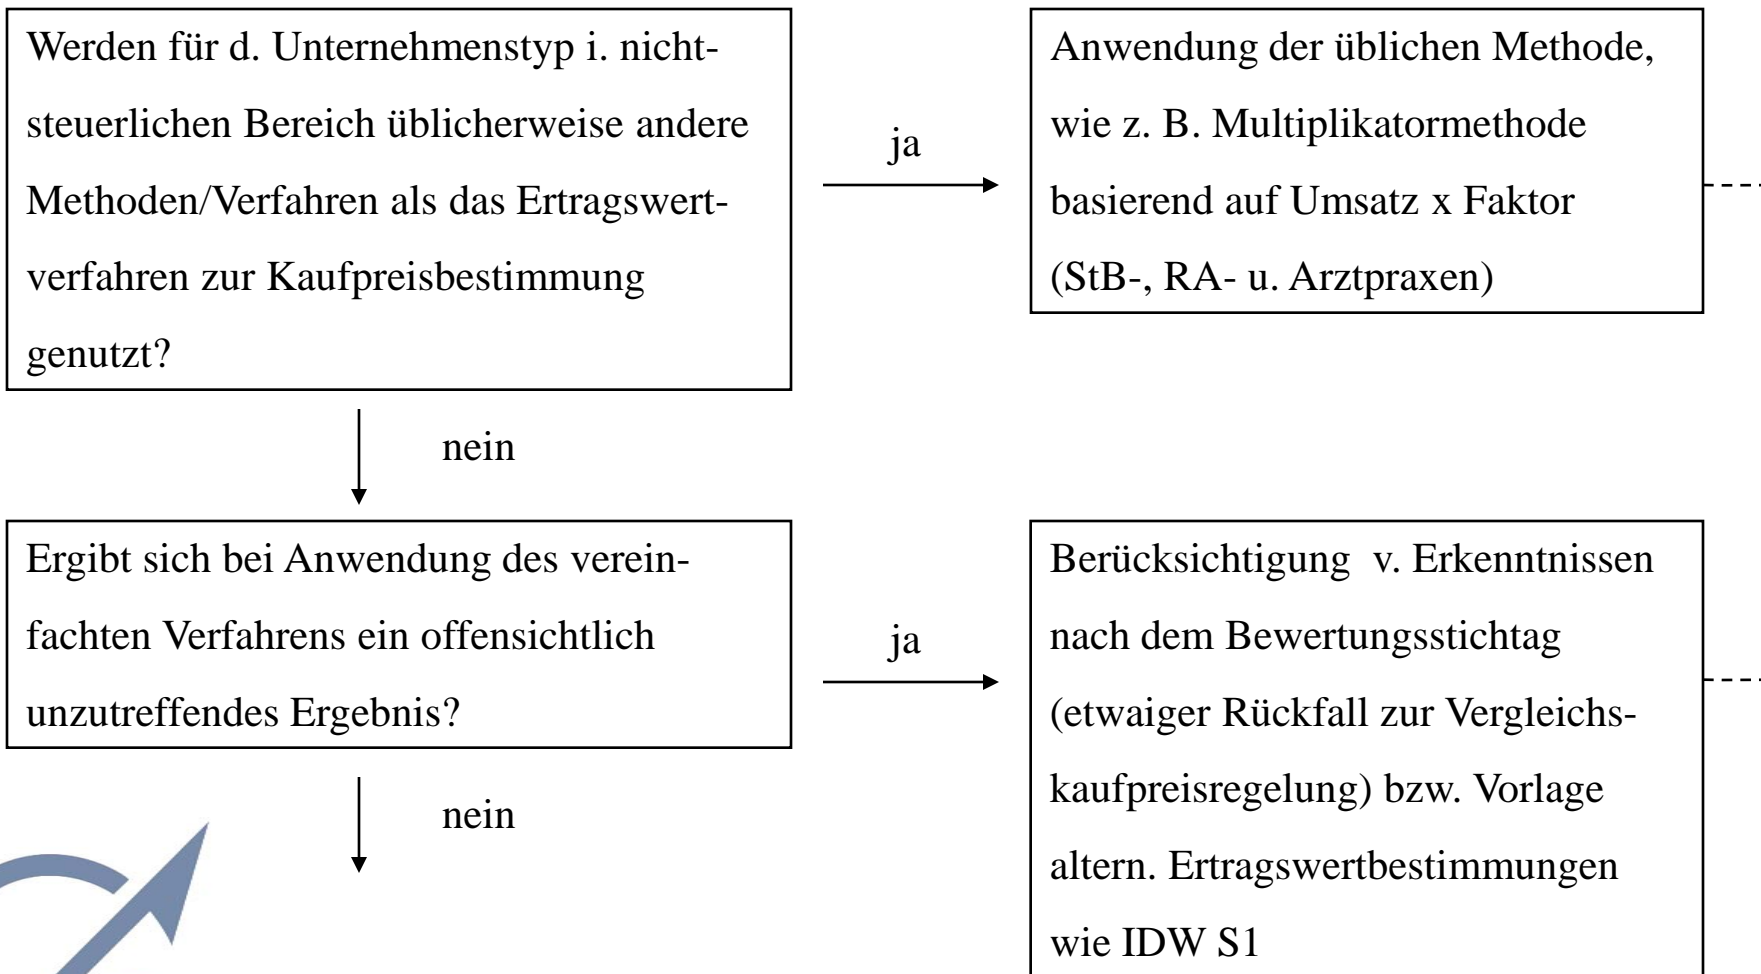 Werden für d. Unternehmenstyp i. nicht-
steuerlichen Bereich üblicherweise andere
Methoden/Verfahren als das Ertragswert-
verfahren zur Kaufpreisbestimmung
genutzt?
ja
Anwendung der üblichen Methode,
wie z. B. Multiplikatormethode
basierend auf Umsatz x Faktor
(StB-, RA- u. Arztpraxen)
nein
Ergibt sich bei Anwendung des verein-
fachten Verfahrens ein offensichtlich
unzutreffendes Ergebnis?
ja
Berücksichtigung v. Erkenntnissen
nach dem Bewertungsstichtag
(etwaiger Rückfall zur Vergleichs-
kaufpreisregelung) bzw. Vorlage
altern. Ertragswertbestimmungen
wie IDW S1
nein